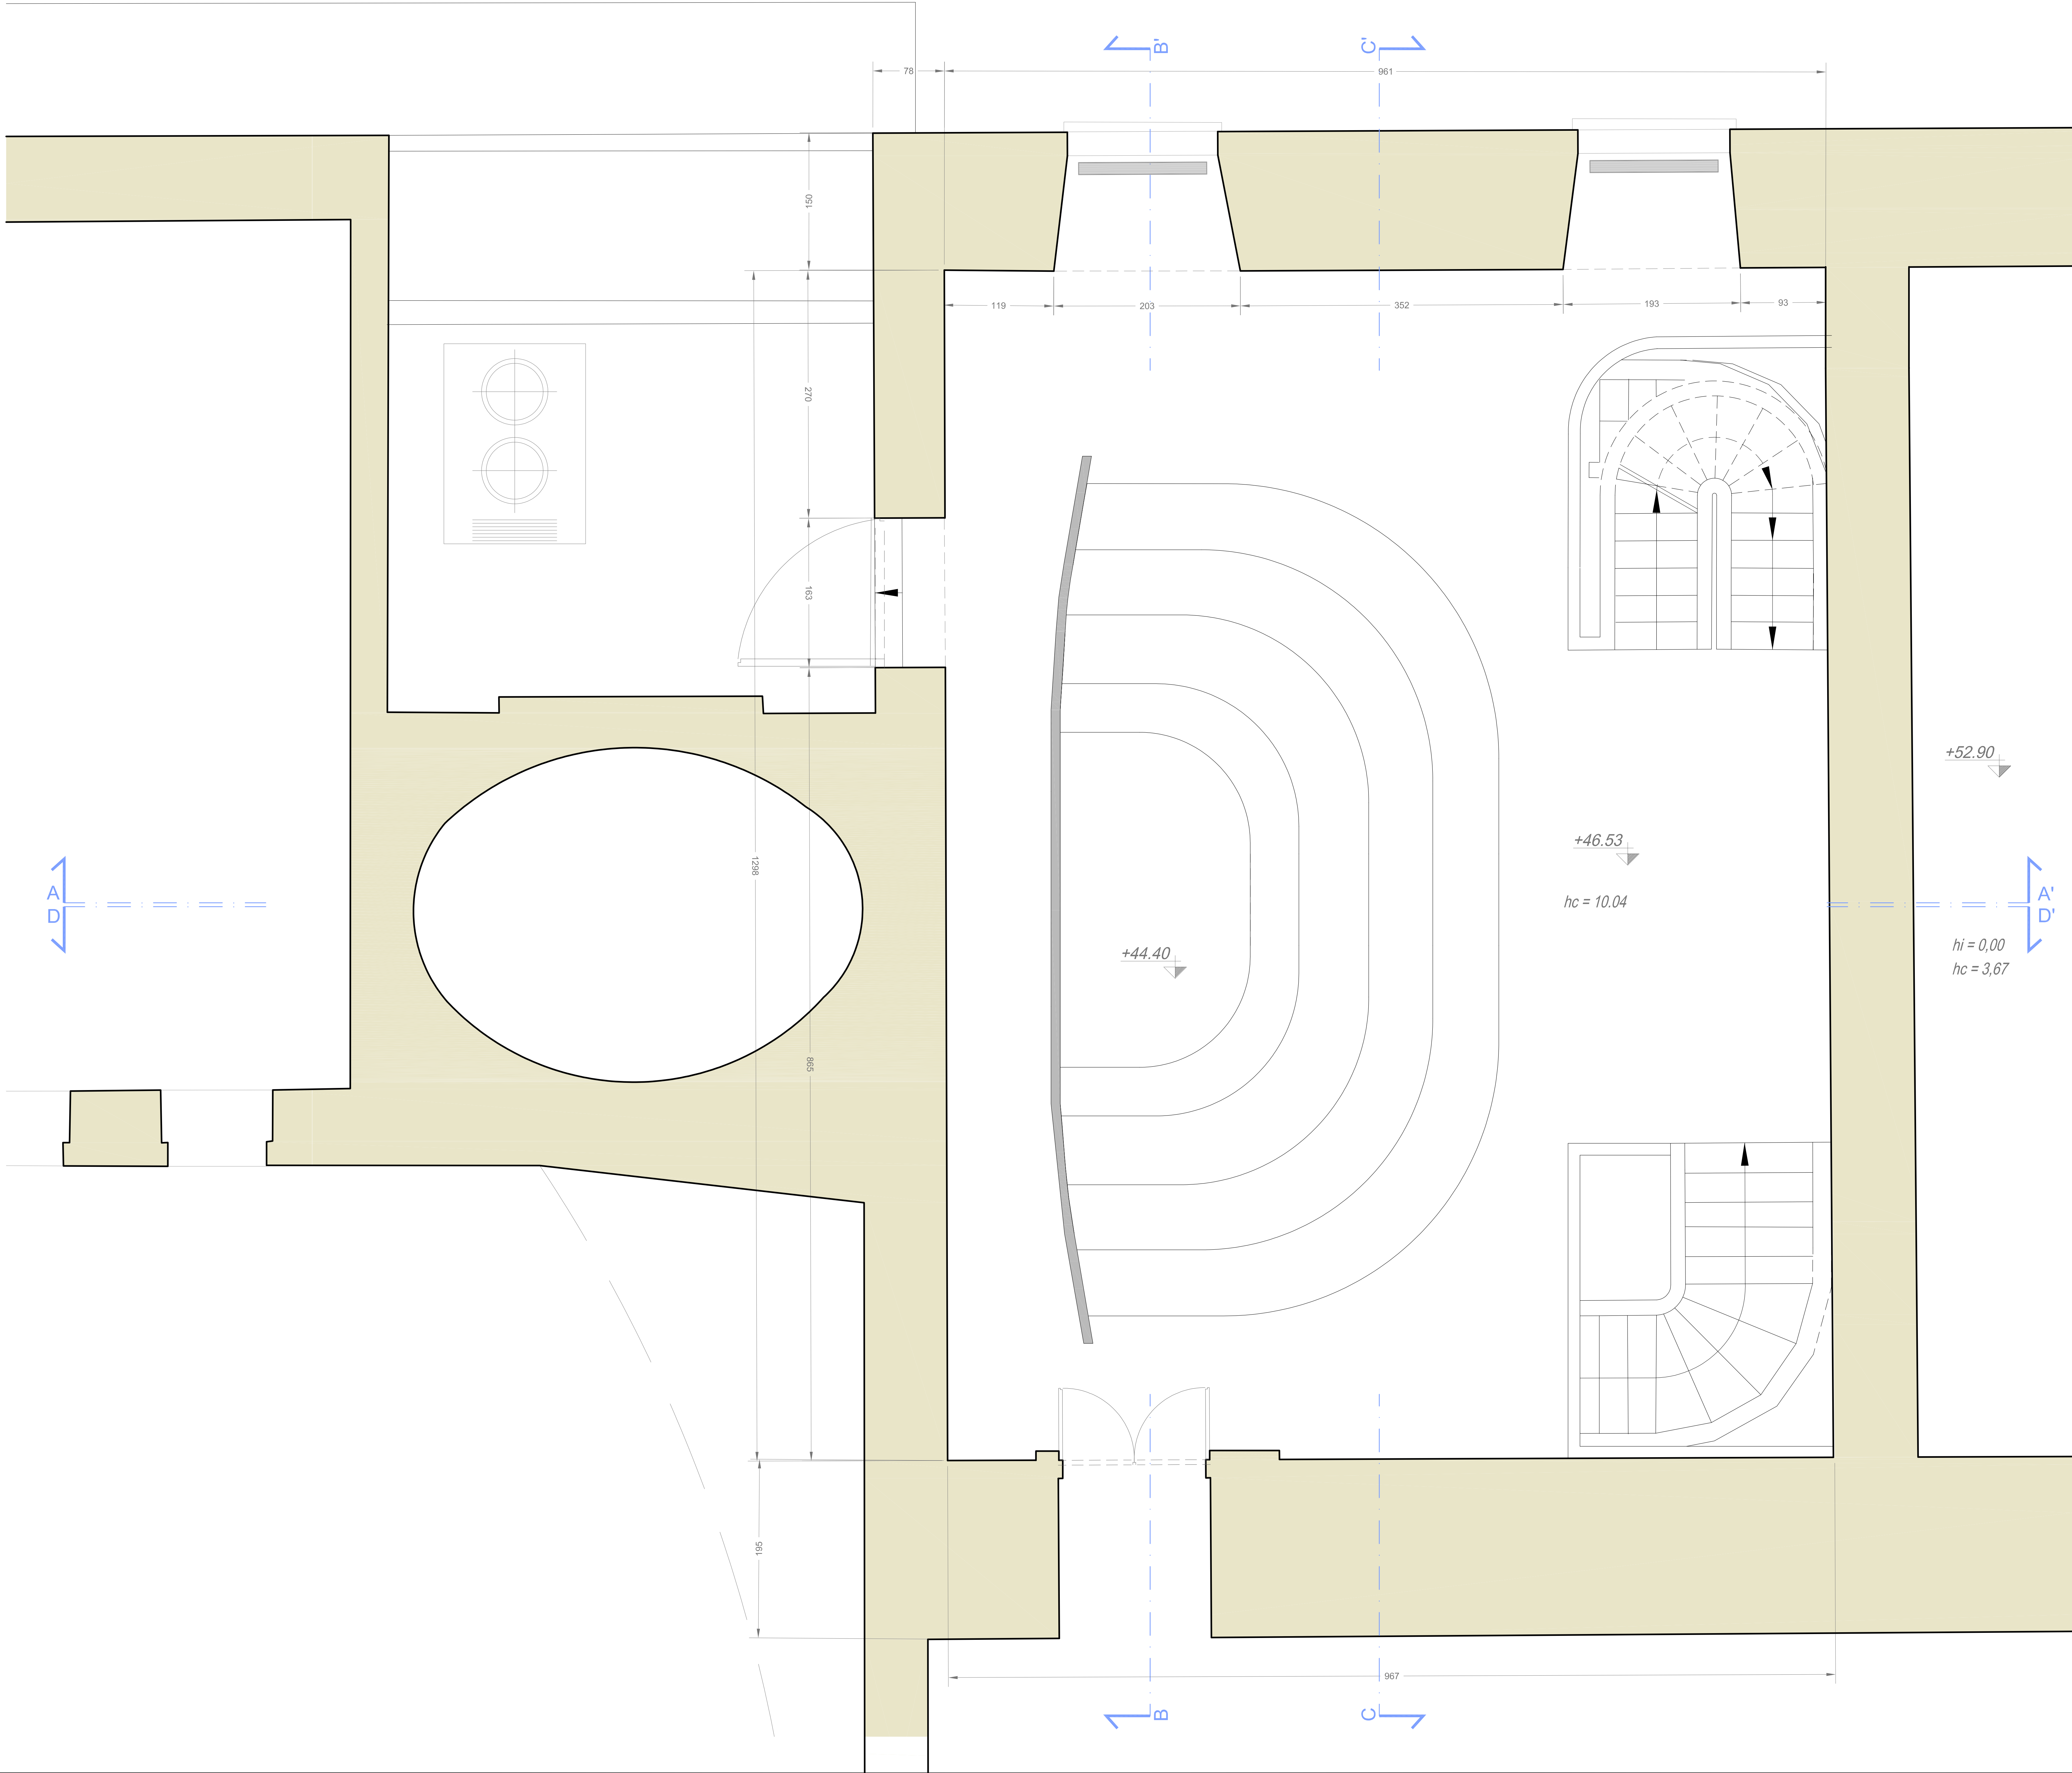 B'
C'
78
961
150
119
203
352
193
93
270
163
+52.90
+46.53
1298
A
D
hc = 10.04
A'
D'
+44.40
hi = 0,00
hc = 3,67
865
195
967
B
C